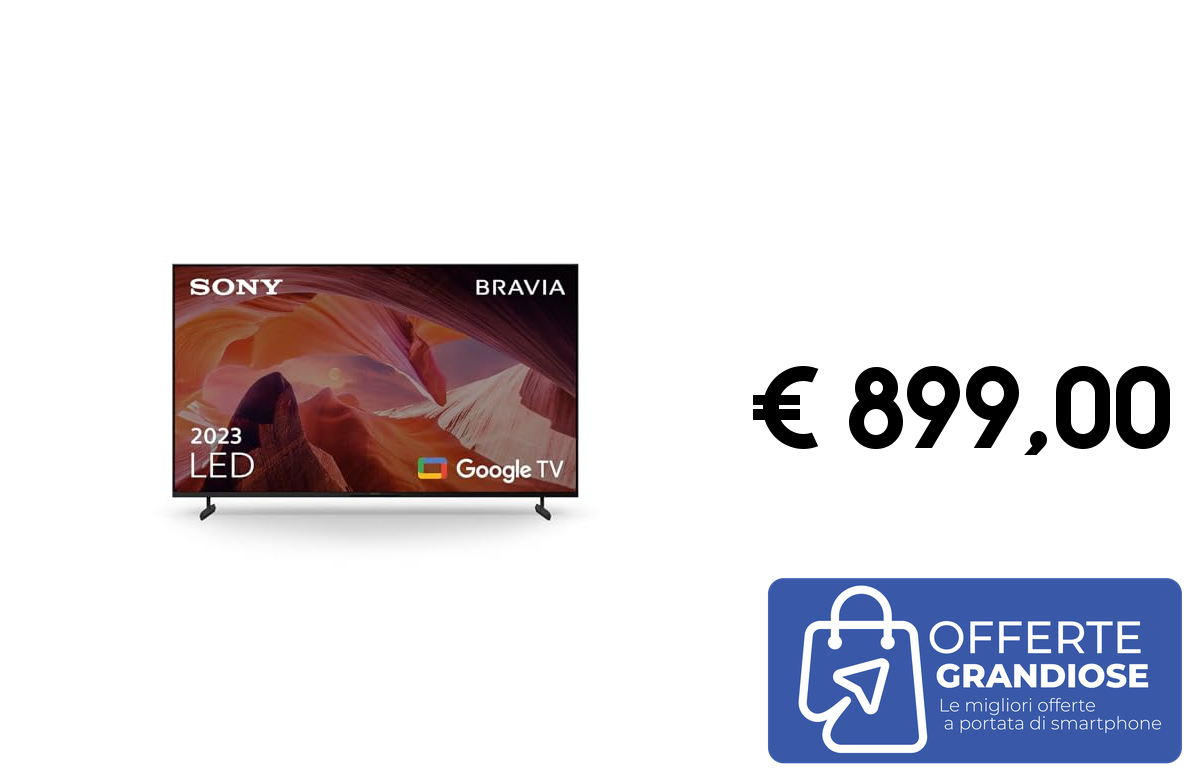 SONY
BRAVIA
2023
LED
Google TV
€ 899,00
OFFERTE
GRANDIOSE
Le migliori offerte
a portata di smartphone